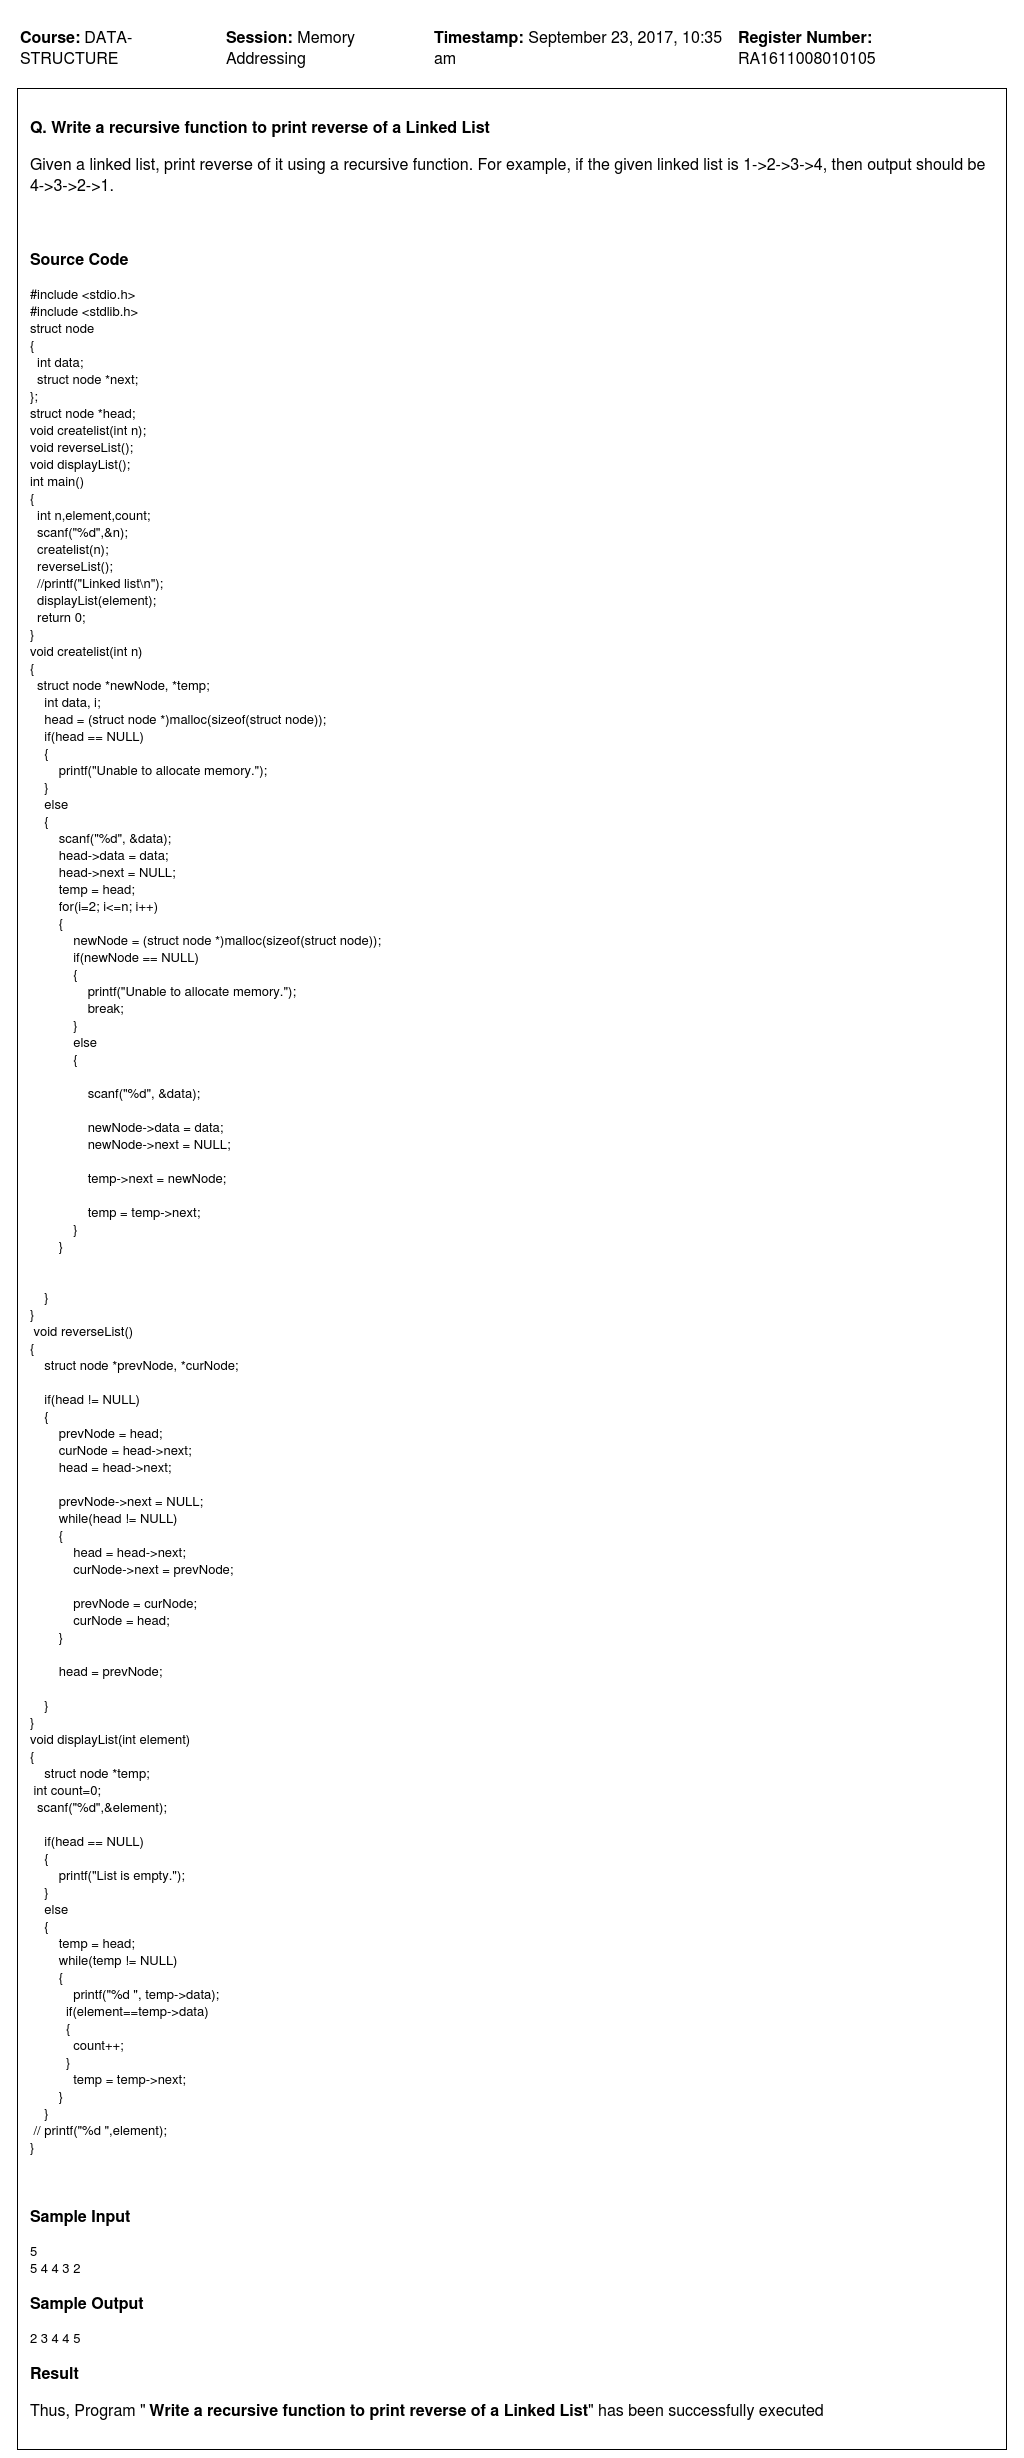 Course: DATA-STRUCTURE
Session: Memory Addressing
Timestamp: September 23, 2017, 10:35 am
Register Number: RA1611008010105
Q. Write a recursive function to print reverse of a Linked List
Given a linked list, print reverse of it using a recursive function. For example, if the given linked list is 1->2->3->4, then output should be
4->3->2->1.
Source Code
#include <stdio.h>
#include <stdlib.h>
struct node
{
  int data;
  struct node *next;
};
struct node *head;
void createlist(int n);
void reverseList();
void displayList();
int main()
{
  int n,element,count;
  scanf("%d",&n);
  createlist(n);
  reverseList();
  //printf("Linked list\n");
  displayList(element);
  return 0;
}
void createlist(int n)
{
  struct node *newNode, *temp;
    int data, i;
    head = (struct node *)malloc(sizeof(struct node));
    if(head == NULL)
    {
        printf("Unable to allocate memory.");
    }
    else
    {
        scanf("%d", &data);
        head->data = data;
        head->next = NULL;
        temp = head;
        for(i=2; i<=n; i++)
        {
            newNode = (struct node *)malloc(sizeof(struct node));
            if(newNode == NULL)
            {
                printf("Unable to allocate memory.");
                break;
            }
            else
            {
                scanf("%d", &data);
                newNode->data = data;
                newNode->next = NULL;
                temp->next = newNode;
                temp = temp->next;
            }
        }
    }
}
 void reverseList()
{
    struct node *prevNode, *curNode;
    if(head != NULL)
    {
        prevNode = head;
        curNode = head->next;
        head = head->next;
        prevNode->next = NULL;
        while(head != NULL)
        {
            head = head->next;
            curNode->next = prevNode;
            prevNode = curNode;
            curNode = head;
        }
        head = prevNode;
    }
}
void displayList(int element)
{
    struct node *temp;
 int count=0;
  scanf("%d",&element);
    if(head == NULL)
    {
        printf("List is empty.");
    }
    else
    {
        temp = head;
        while(temp != NULL)
        {
            printf("%d ", temp->data);
          if(element==temp->data)
          {
            count++;
          }
            temp = temp->next;
        }
    }
 // printf("%d ",element);
}
Sample Input
5
5 4 4 3 2
Sample Output
2 3 4 4 5
Result
Thus, Program " Write a recursive function to print reverse of a Linked List" has been successfully executed